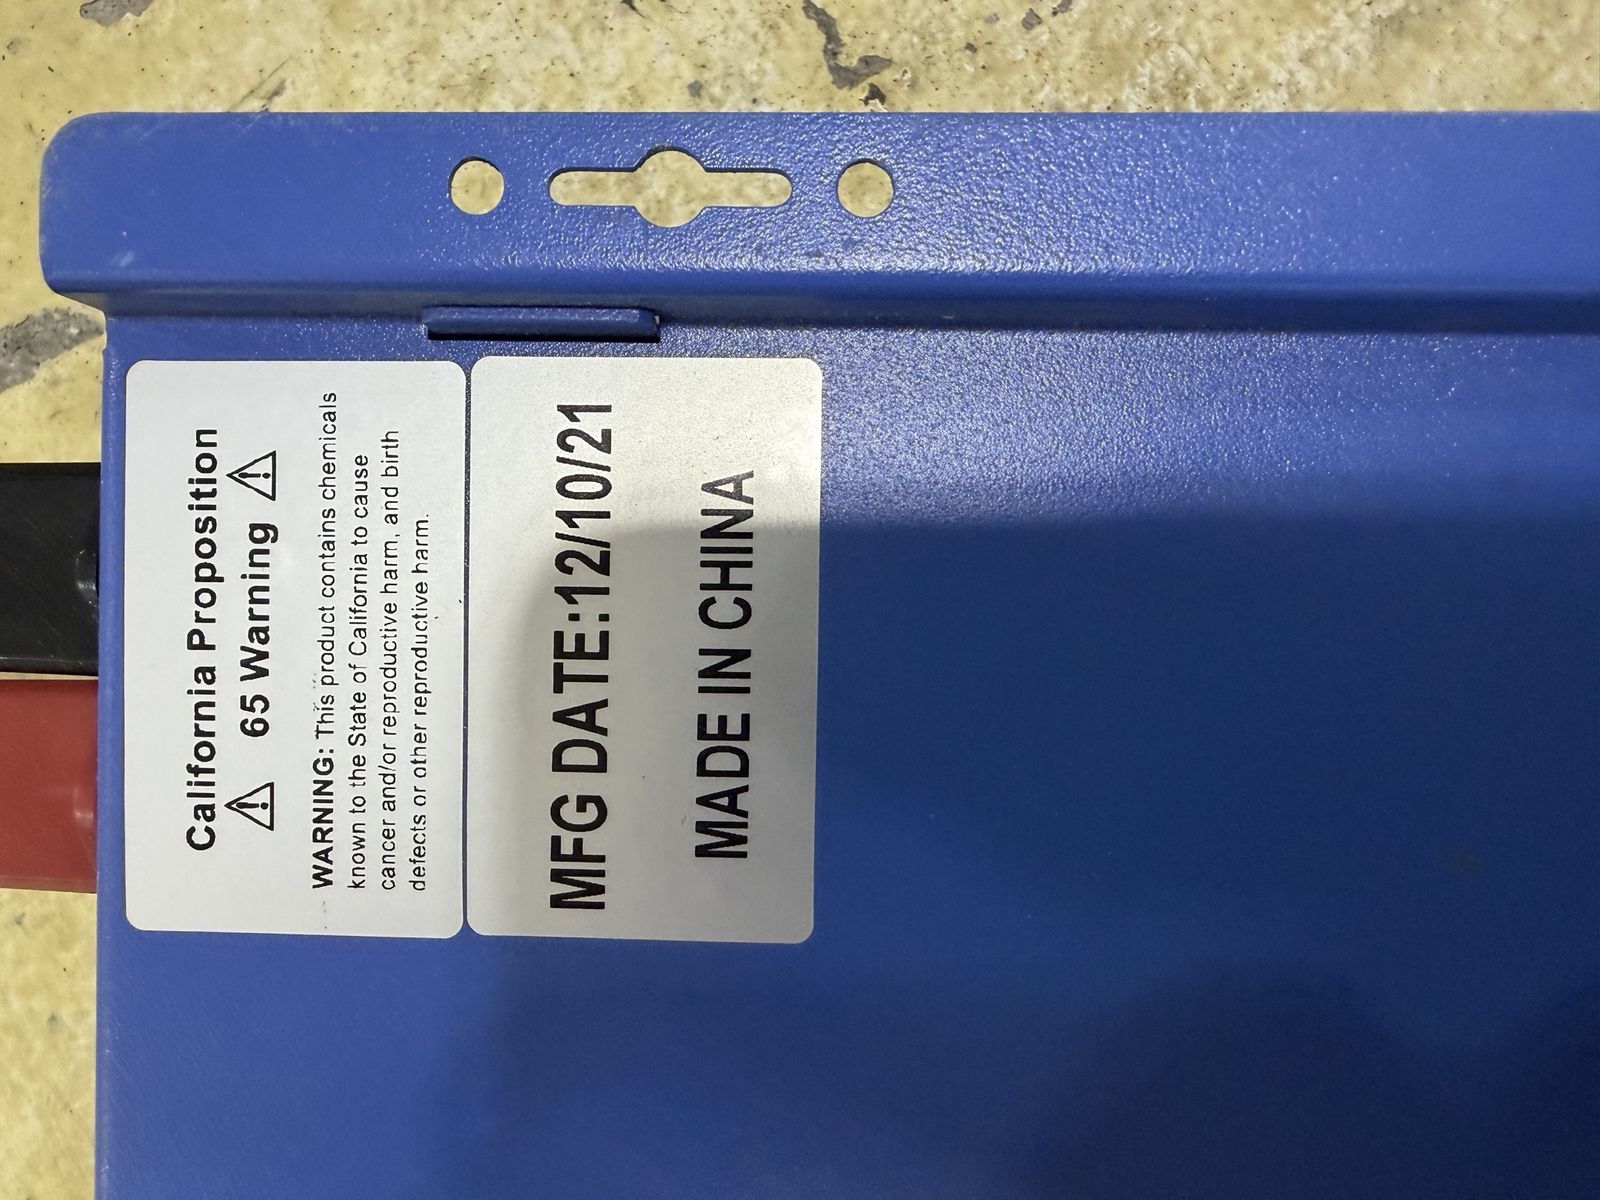 California Proposition
⚠ 65 Warning ⚠
WARNING: This product contains chemicals
known to the State of California to cause
cancer and/or reproductive harm, and birth
defects or other reproductive harm.
MFG DATE:12/10/21
MADE IN CHINA